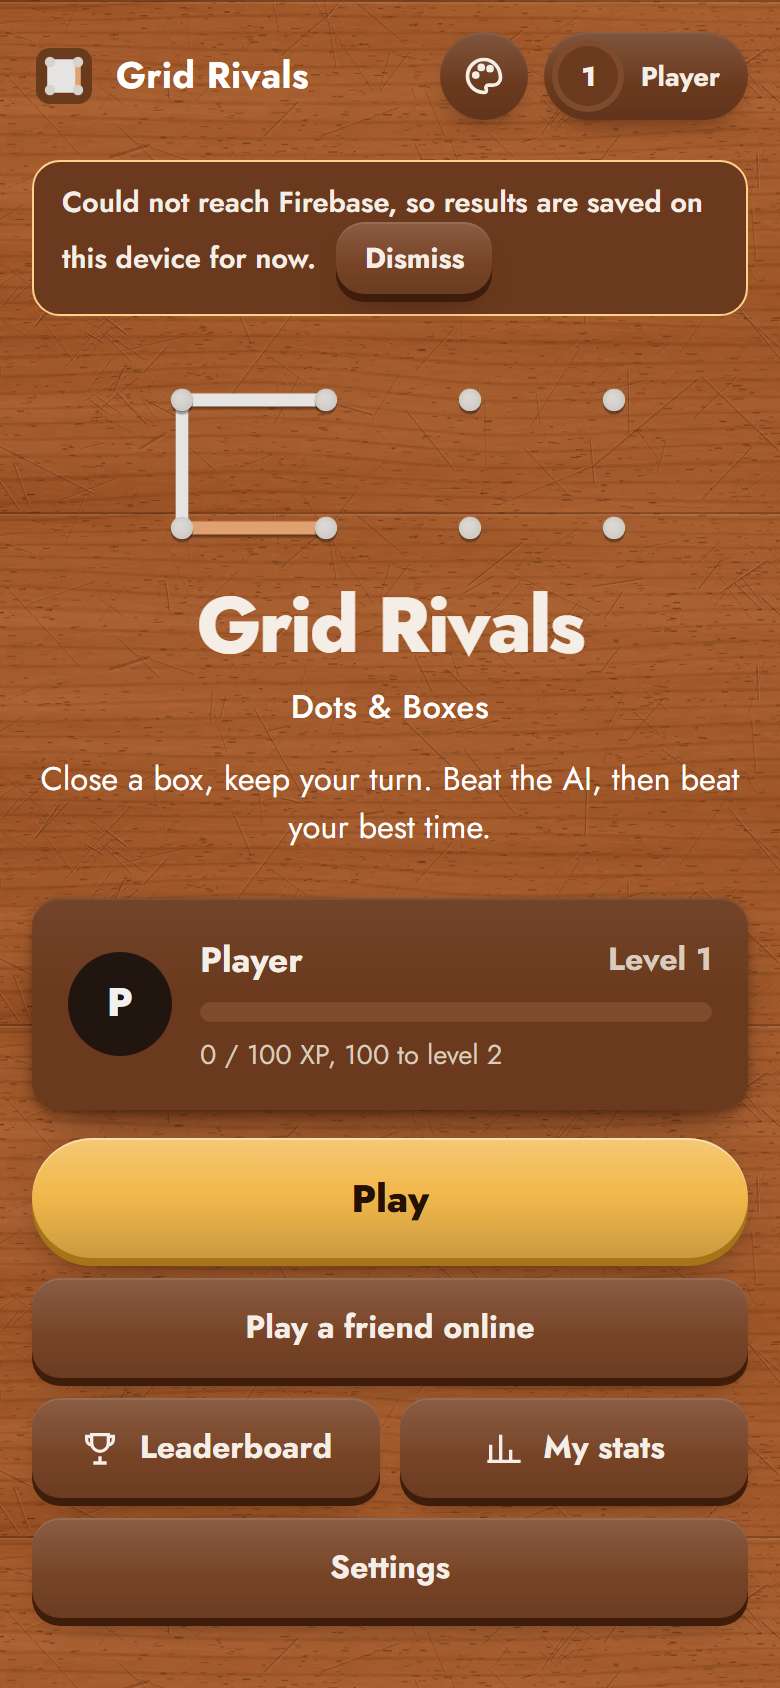 Grid Rivals
1
Player
Could not reach Firebase, so results are saved on
this device for now.
Dismiss
Grid Rivals
Dots & Boxes
Close a box, keep your turn. Beat the AI, then beat
your best time.
P
Player
Level 1
0 / 100 XP, 100 to level 2
Play
Play a friend online
Leaderboard
My stats
Settings